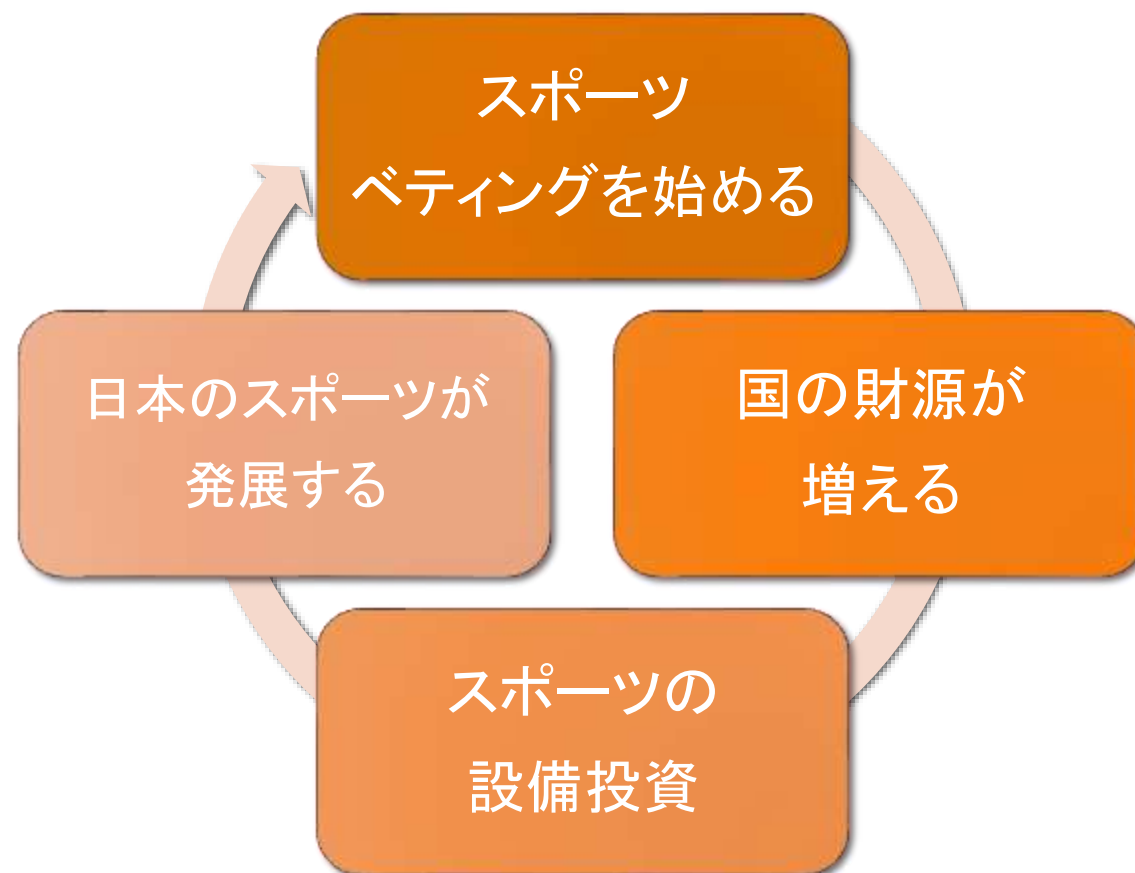 スポーツ
ベティングを始める
国の財源が
増える
スポーツの
設備投資
日本のスポーツが
発展する